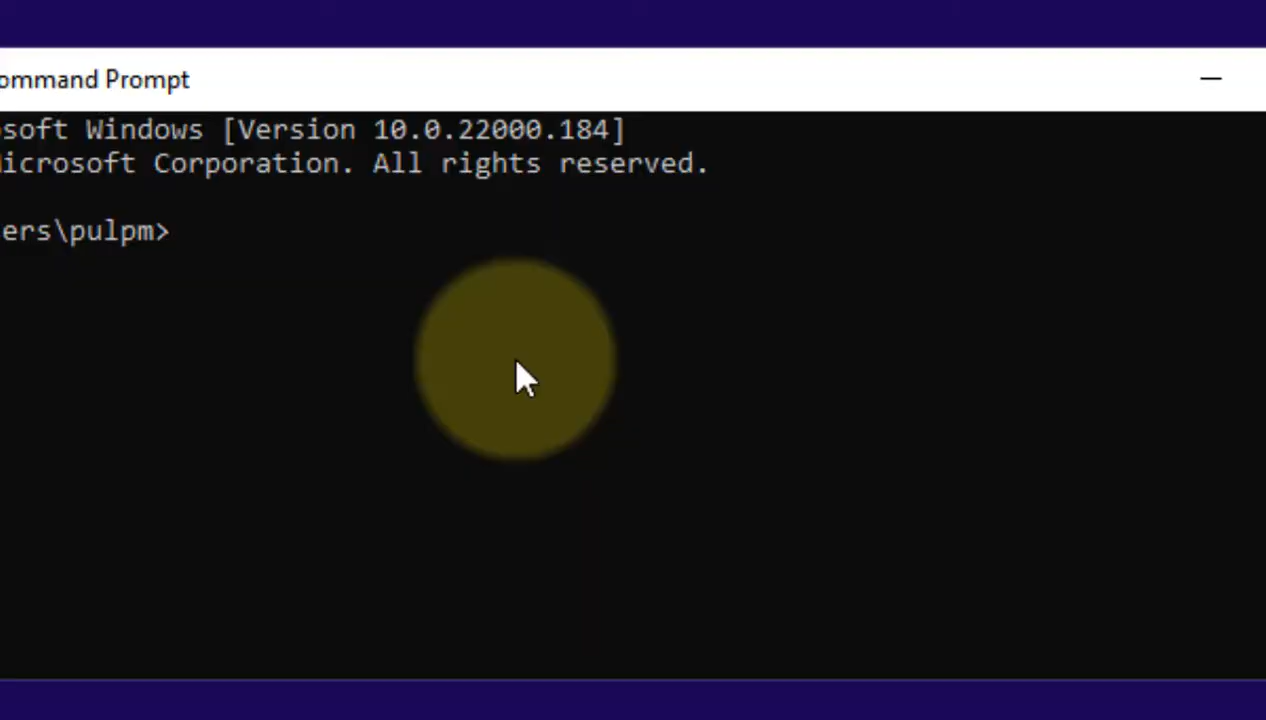 ommand Prompt
soft Windows [Version 10.0.22000.184]
icrosoft Corporation. All rights reserved.
ers\pulpm>